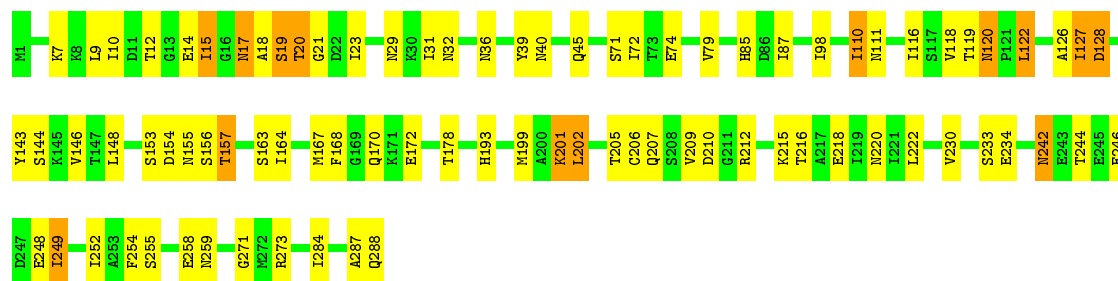 M1 K7 K8 L9 I10 D11 T12 G13 E14 I15 G16 N17 A18 S19 T20 G21 D22 I23 N29 K30 I31 N32 N36 Y39 N40 Q45 S71 I72 T73 E74 V79 H85 D86 I87 I98 I110 N111 I116 S117 V118 T119 N120 P121 L122 A126 I127 D128
Y143 S144 K145 V146 T147 L148 S153 D154 N155 S156 T157 S163 I164 M167 F168 G169 Q170 K171 E172 T178 H193 M199 A200 K201 L202 T205 C206 Q207 S208 V209 D210 G211 R212 K215 T216 A217 E218 I219 N220 I221 L222 V230 S233 E234 N242 E243 T244 E245
D247 E248 I249 I252 A253 F254 S255 E258 N259 G271 M272 R273 I284 A287 Q288